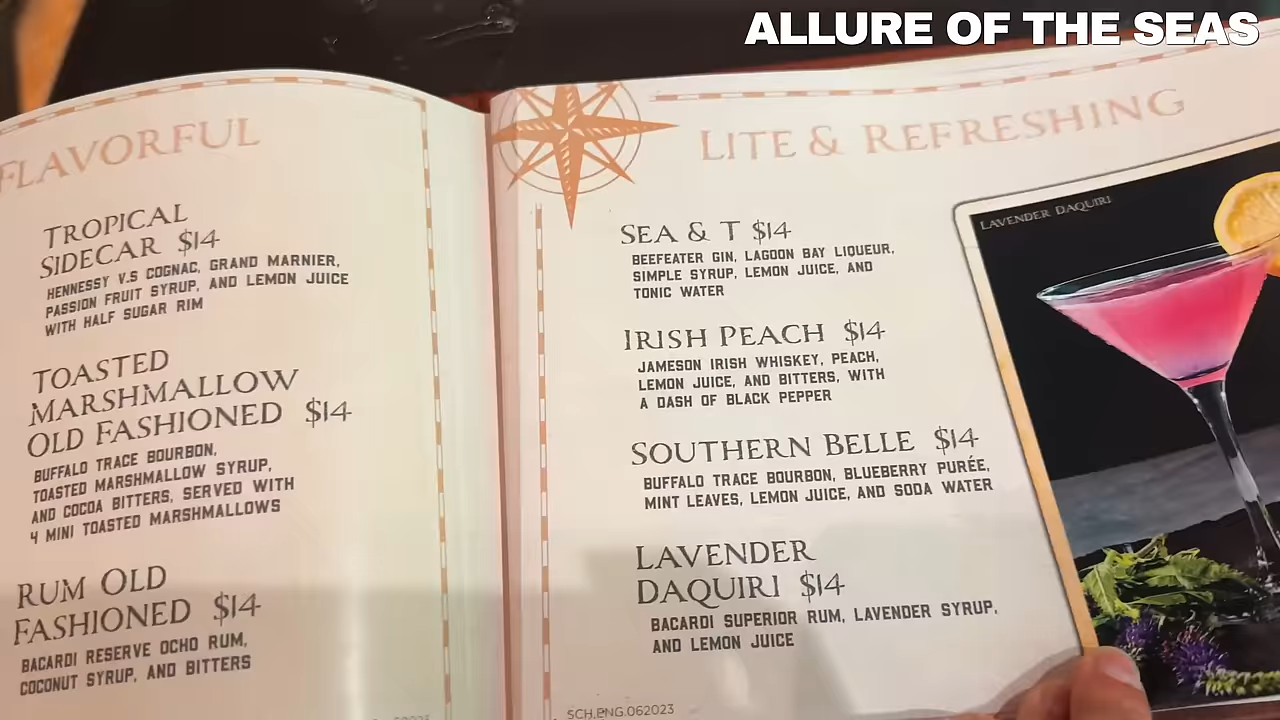 ALLURE OF THE SEAS
FLAVORFUL
TROPICAL
SIDECAR $14
HENNESSY V.S COGNAC, GRAND MARNIER,
PASSION FRUIT SYRUP, AND LEMON JUICE
WITH HALF SUGAR RIM
TOASTED
MARSHMALLOW
OLD FASHIONED $14
BUFFALO TRACE BOURBON,
TOASTED MARSHMALLOW SYRUP,
AND COCOA BITTERS, SERVED WITH
4 MINI TOASTED MARSHMALLOWS
RUM OLD
FASHIONED $14
BACARDI RESERVE OCHO RUM,
COCONUT SYRUP, AND BITTERS
LITE & REFRESHING
SEA & T $14
BEEFEATER GIN, LAGOON BAY LIQUEUR,
SIMPLE SYRUP, LEMON JUICE, AND
TONIC WATER
IRISH PEACH $14
JAMESON IRISH WHISKEY, PEACH,
LEMON JUICE, AND BITTERS, WITH
A DASH OF BLACK PEPPER
SOUTHERN BELLE $14
BUFFALO TRACE BOURBON, BLUEBERRY PURÉE,
MINT LEAVES, LEMON JUICE, AND SODA WATER
LAVENDER
DAQUIRI $14
BACARDI SUPERIOR RUM, LAVENDER SYRUP,
AND LEMON JUICE
SCH.ENG.062023
LAVENDER DAQUIRI